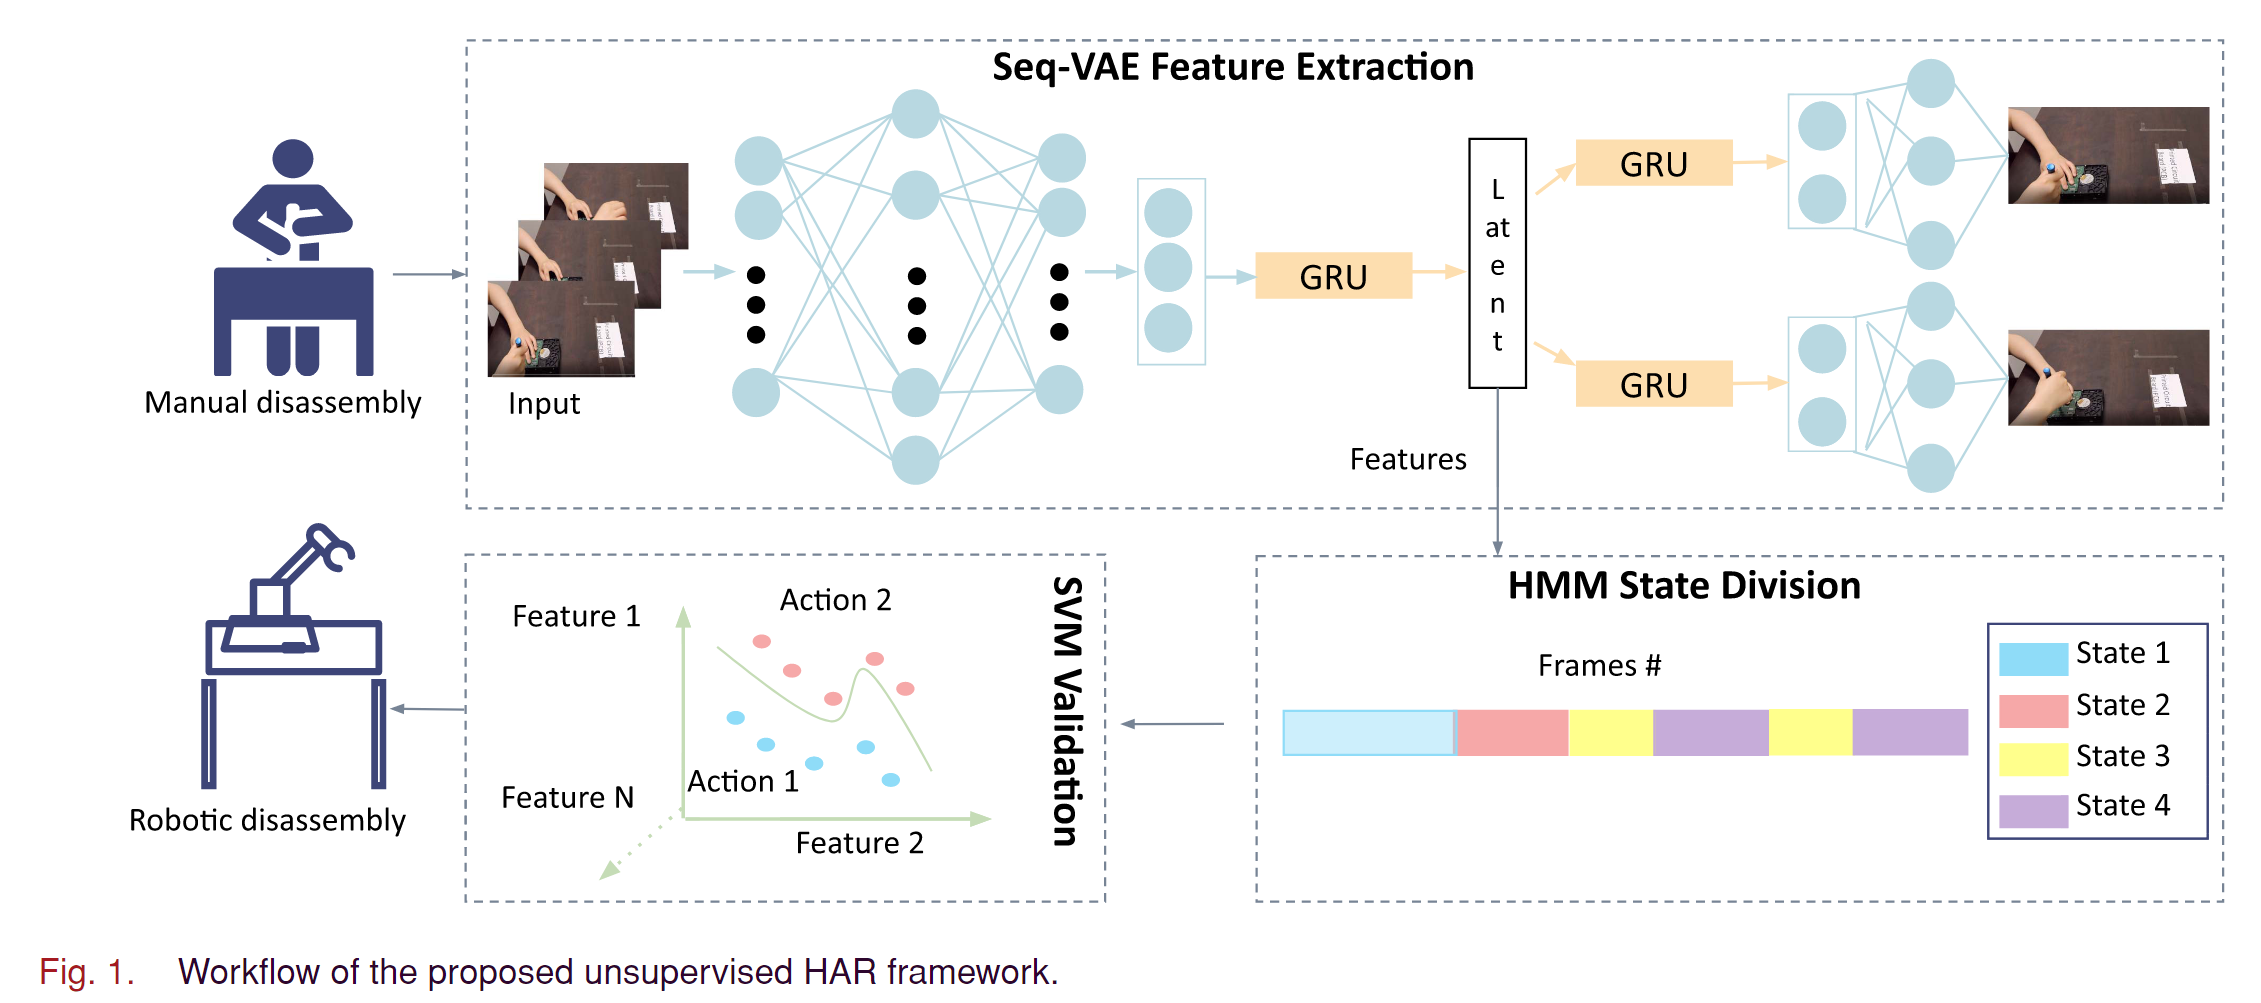 Seq-VAE Feature Extraction
Manual disassembly
Input
GRU
Latent
GRU
GRU
Features
HMM State Division
Frames #
State 1
State 2
State 3
State 4
SVM Validation
Feature 1
Action 2
Action 1
Feature N
Feature 2
Robotic disassembly
Fig. 1. Workflow of the proposed unsupervised HAR framework.